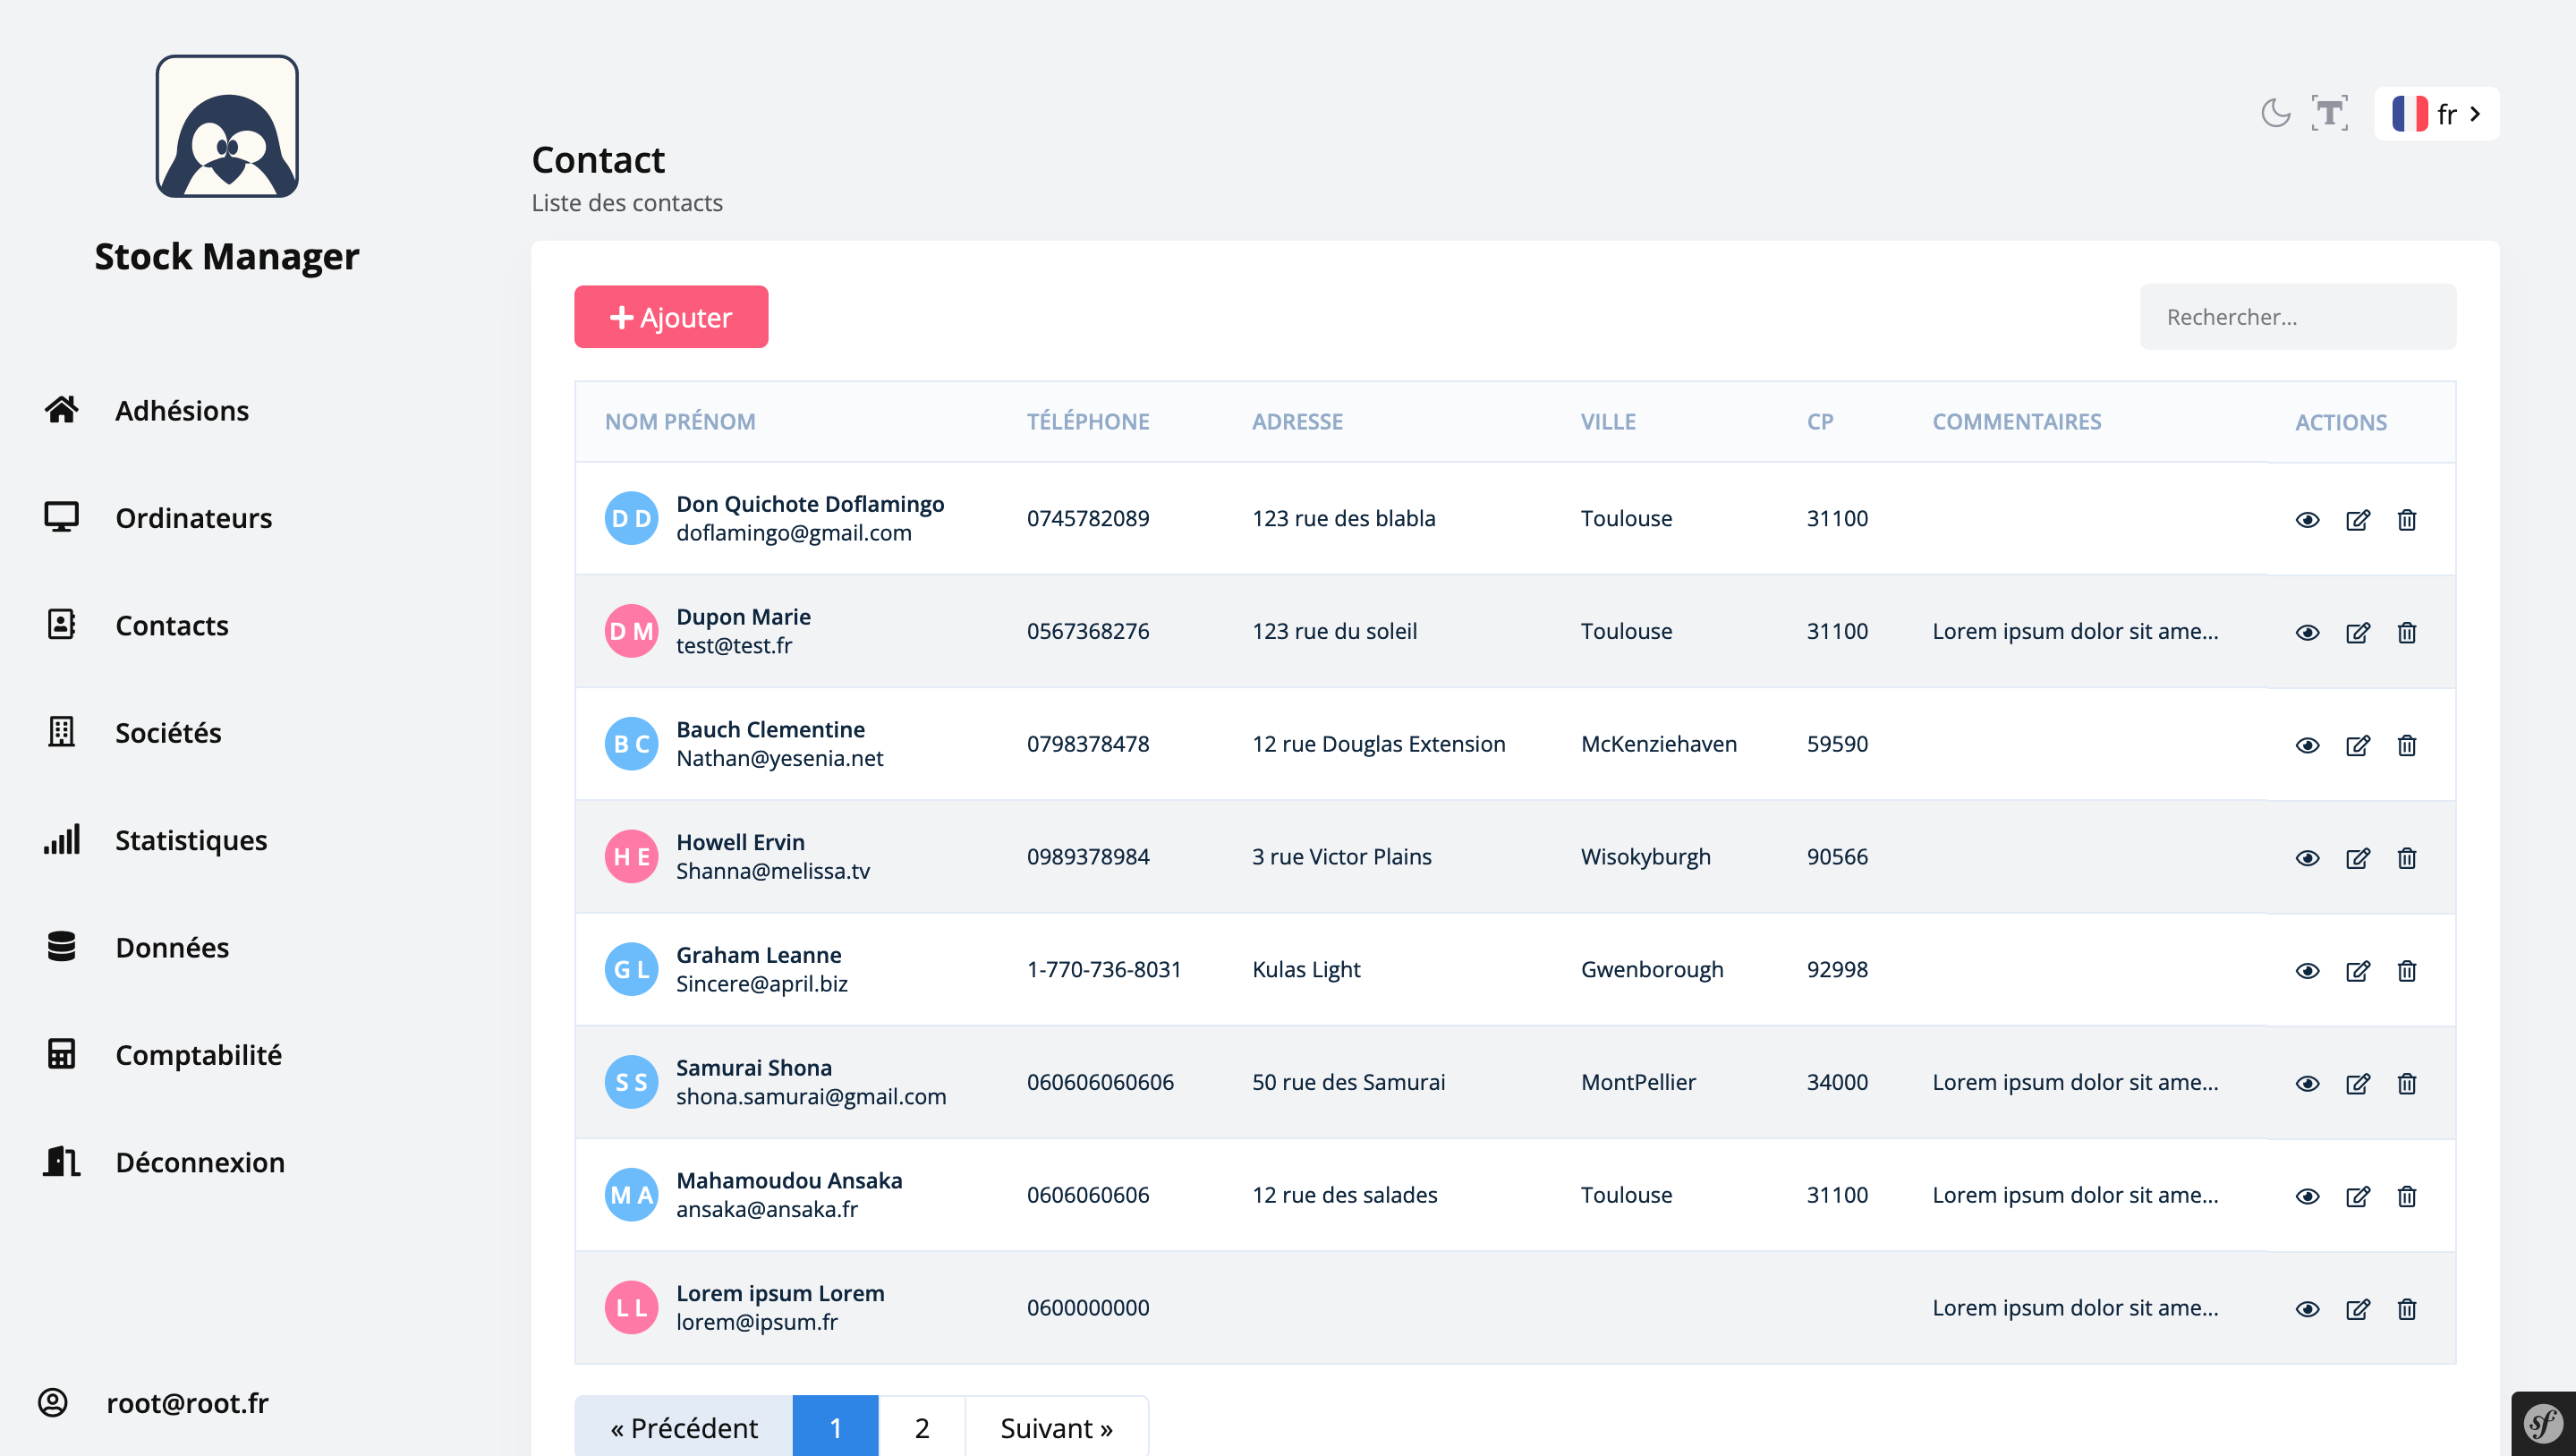 Stock Manager
Adhésions
Ordinateurs
Contacts
Sociétés
Statistiques
Données
Comptabilité
Déconnexion
root@root.fr
fr
Contact
Liste des contacts
Ajouter
Rechercher...
NOM PRÉNOM TÉLÉPHONE ADRESSE VILLE CP COMMENTAIRES ACTIONS
D D Don Quichote Doflamingo
doflamingo@gmail.com 0745782089 123 rue des blabla Toulouse 31100
D M Dupon Marie
test@test.fr 0567368276 123 rue du soleil Toulouse 31100 Lorem ipsum dolor sit ame...
B C Bauch Clementine
Nathan@yesenia.net 0798378478 12 rue Douglas Extension McKenziehaven 59590
H E Howell Ervin
Shanna@melissa.tv 0989378984 3 rue Victor Plains Wisokyburgh 90566
G L Graham Leanne
Sincere@april.biz 1-770-736-8031 Kulas Light Gwenborough 92998
S S Samurai Shona
shona.samurai@gmail.com 060606060606 50 rue des Samurai MontPellier 34000 Lorem ipsum dolor sit ame...
M A Mahamoudou Ansaka
ansaka@ansaka.fr 0606060606 12 rue des salades Toulouse 31100 Lorem ipsum dolor sit ame...
L L Lorem ipsum Lorem
lorem@ipsum.fr 0600000000 Lorem ipsum dolor sit ame...
« Précédent 1 2 Suivant »
sf